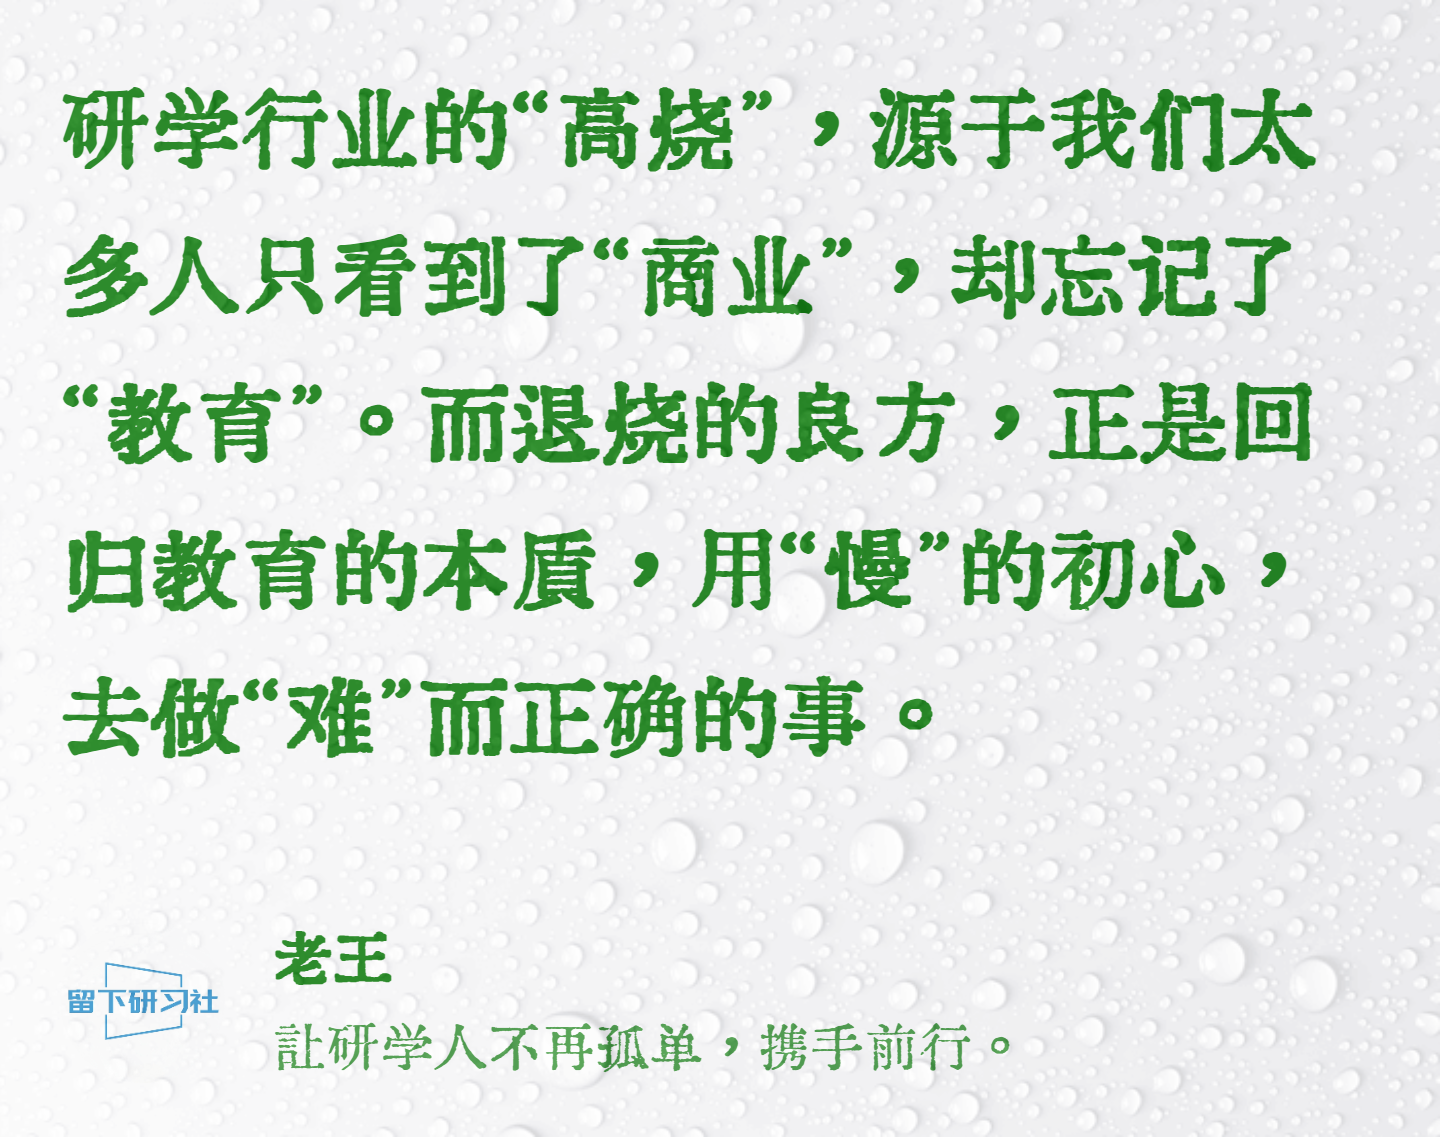 研学行业的“高烧”，源于我们太
多人只看到了“商业”，却忘记了
“教育”。而退烧的良方，正是回
归教育的本質，用“慢”的初心，
去做“难”而正确的事。
老王
留下研习社
訁上研学人不再孤单，携手前行。